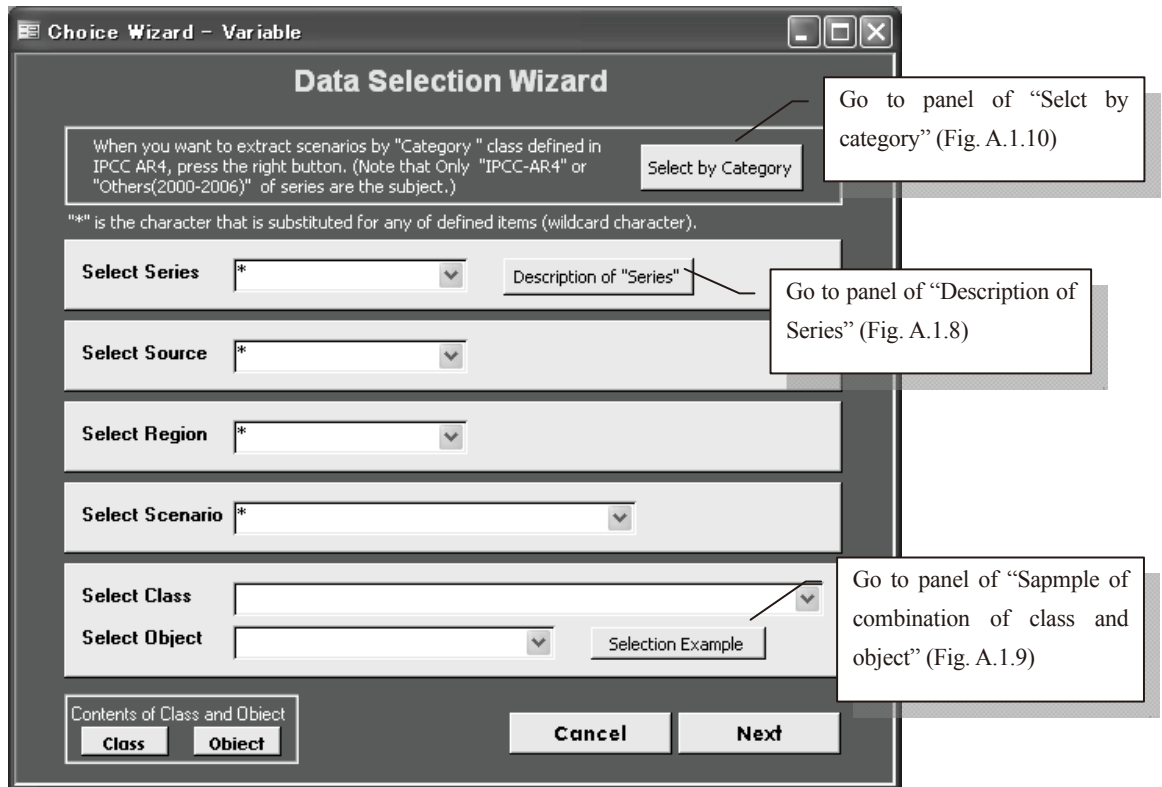 Choice Wizard - Variable
Data Selection Wizard
When you want to extract scenarios by "Category " class defined in
IPCC AR4, press the right button. (Note that Only "IPCC-AR4" or
"Others(2000-2006)" of series are the subject.)
Select by Category
"*" is the character that is substituted for any of defined items (wildcard character).
Select Series
*
Description of "Series"
Select Source
*
Select Region
*
Select Scenario
*
Select Class
Select Object
Selection Example
Contents of Class and Object
Class
Object
Cancel
Next
Go to panel of “Selct by
category” (Fig. A.1.10)
Go to panel of “Description of
Series” (Fig. A.1.8)
Go to panel of “Sapmple of
combination of class and
object” (Fig. A.1.9)